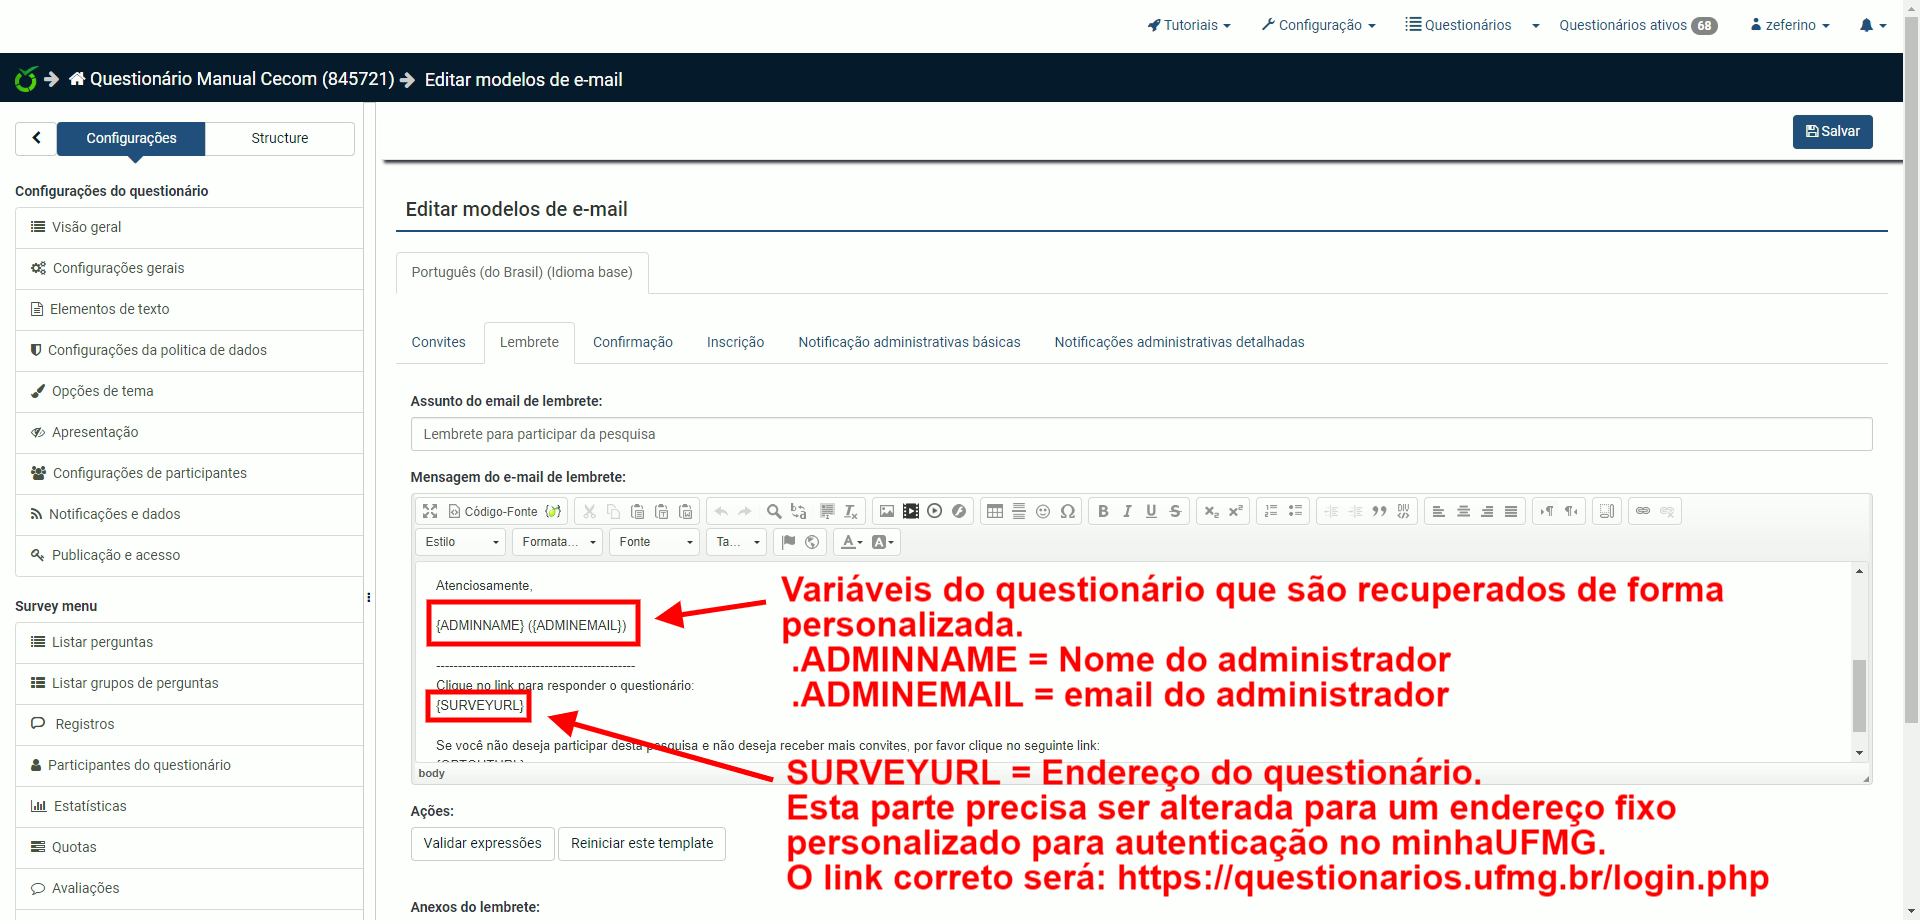 Tutoriais
Configuração
Questionários
Questionários ativos 68
zeferino
Questionário Manual Cecom (845721)
Editar modelos de e-mail
Configurações
Structure
Salvar
Configurações do questionário
Visão geral
Configurações gerais
Elementos de texto
Configurações da politica de dados
Opções de tema
Apresentação
Configurações de participantes
Notificações e dados
Publicação e acesso
Survey menu
Listar perguntas
Listar grupos de perguntas
Registros
Participantes do questionário
Estatísticas
Quotas
Avaliações
Editar modelos de e-mail
Português (do Brasil) (Idioma base)
Convites
Lembrete
Confirmação
Inscrição
Notificação administrativas básicas
Notificações administrativas detalhadas
Assunto do email de lembrete:
Lembrete para participar da pesquisa
Mensagem do e-mail de lembrete:
Código-Fonte
Estilo
Formata...
Fonte
Ta...
Atenciosamente,
{ADMINNAME} ({ADMINEMAIL})
----------------------------------------------
Clique no link para responder o questionário:
{SURVEYURL}
Se você não deseja participar desta pesquisa e não deseja receber mais convites, por favor clique no seguinte link:
body
Variáveis do questionário que são recuperados de forma
personalizada.
.ADMINNAME = Nome do administrador
.ADMINEMAIL = email do administrador
SURVEYURL = Endereço do questionário.
Esta parte precisa ser alterada para um endereço fixo
personalizado para autenticação no minhaUFMG.
O link correto será: https://questionarios.ufmg.br/login.php
Ações:
Validar expressões
Reiniciar este template
Anexos do lembrete: